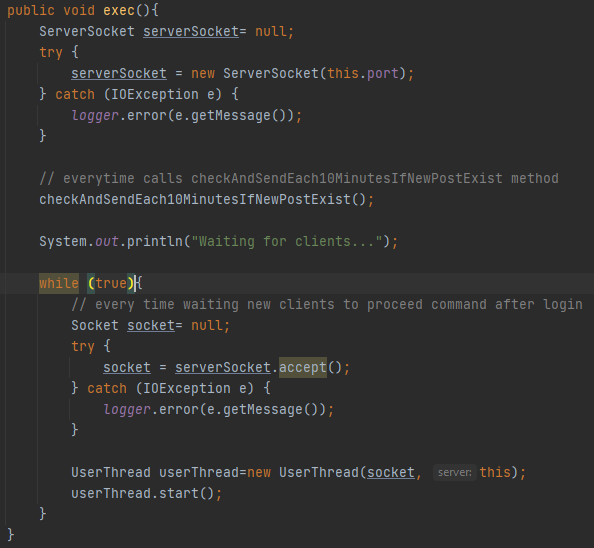 public void exec(){
    ServerSocket serverSocket= null;
    try {
        serverSocket = new ServerSocket(this.port);
    } catch (IOException e) {
        logger.error(e.getMessage());
    }

    // everytime calls checkAndSendEach10MinutesIfNewPostExist method
    checkAndSendEach10MinutesIfNewPostExist();

    System.out.println("Waiting for clients...");

    while (true){
        // every time waiting new clients to proceed command after login
        Socket socket= null;
        try {
            socket = serverSocket.accept();
        } catch (IOException e) {
            logger.error(e.getMessage());
        }

        UserThread userThread=new UserThread(socket, server: this);
        userThread.start();
    }
}